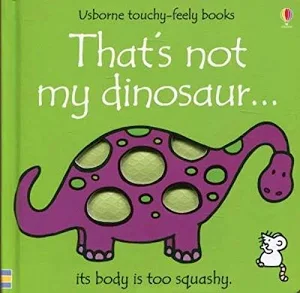 Usborne touchy-feely books
That's not
my dinosaur...
its body is too squashy.